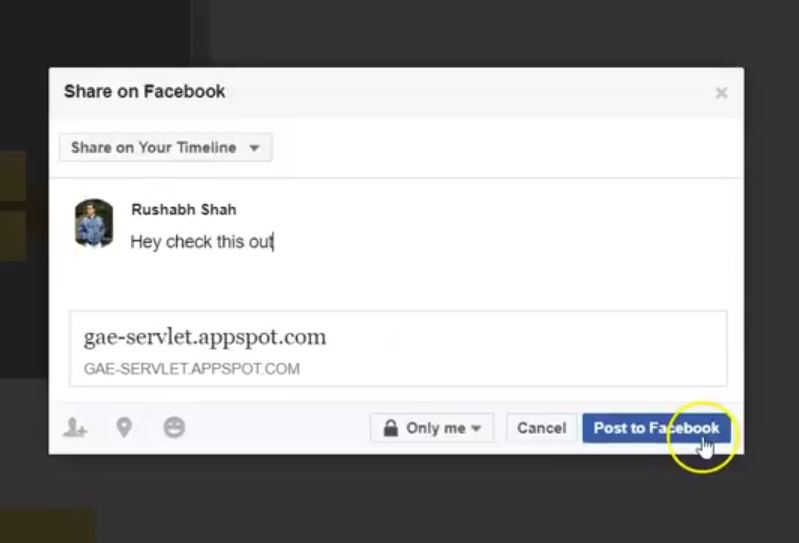 Share on Facebook
Share on Your Timeline
Rushabh Shah
Hey check this out
gae-servlet.appspot.com
GAE-SERVLET.APPSPOT.COM
Only me Cancel Post to Facebook